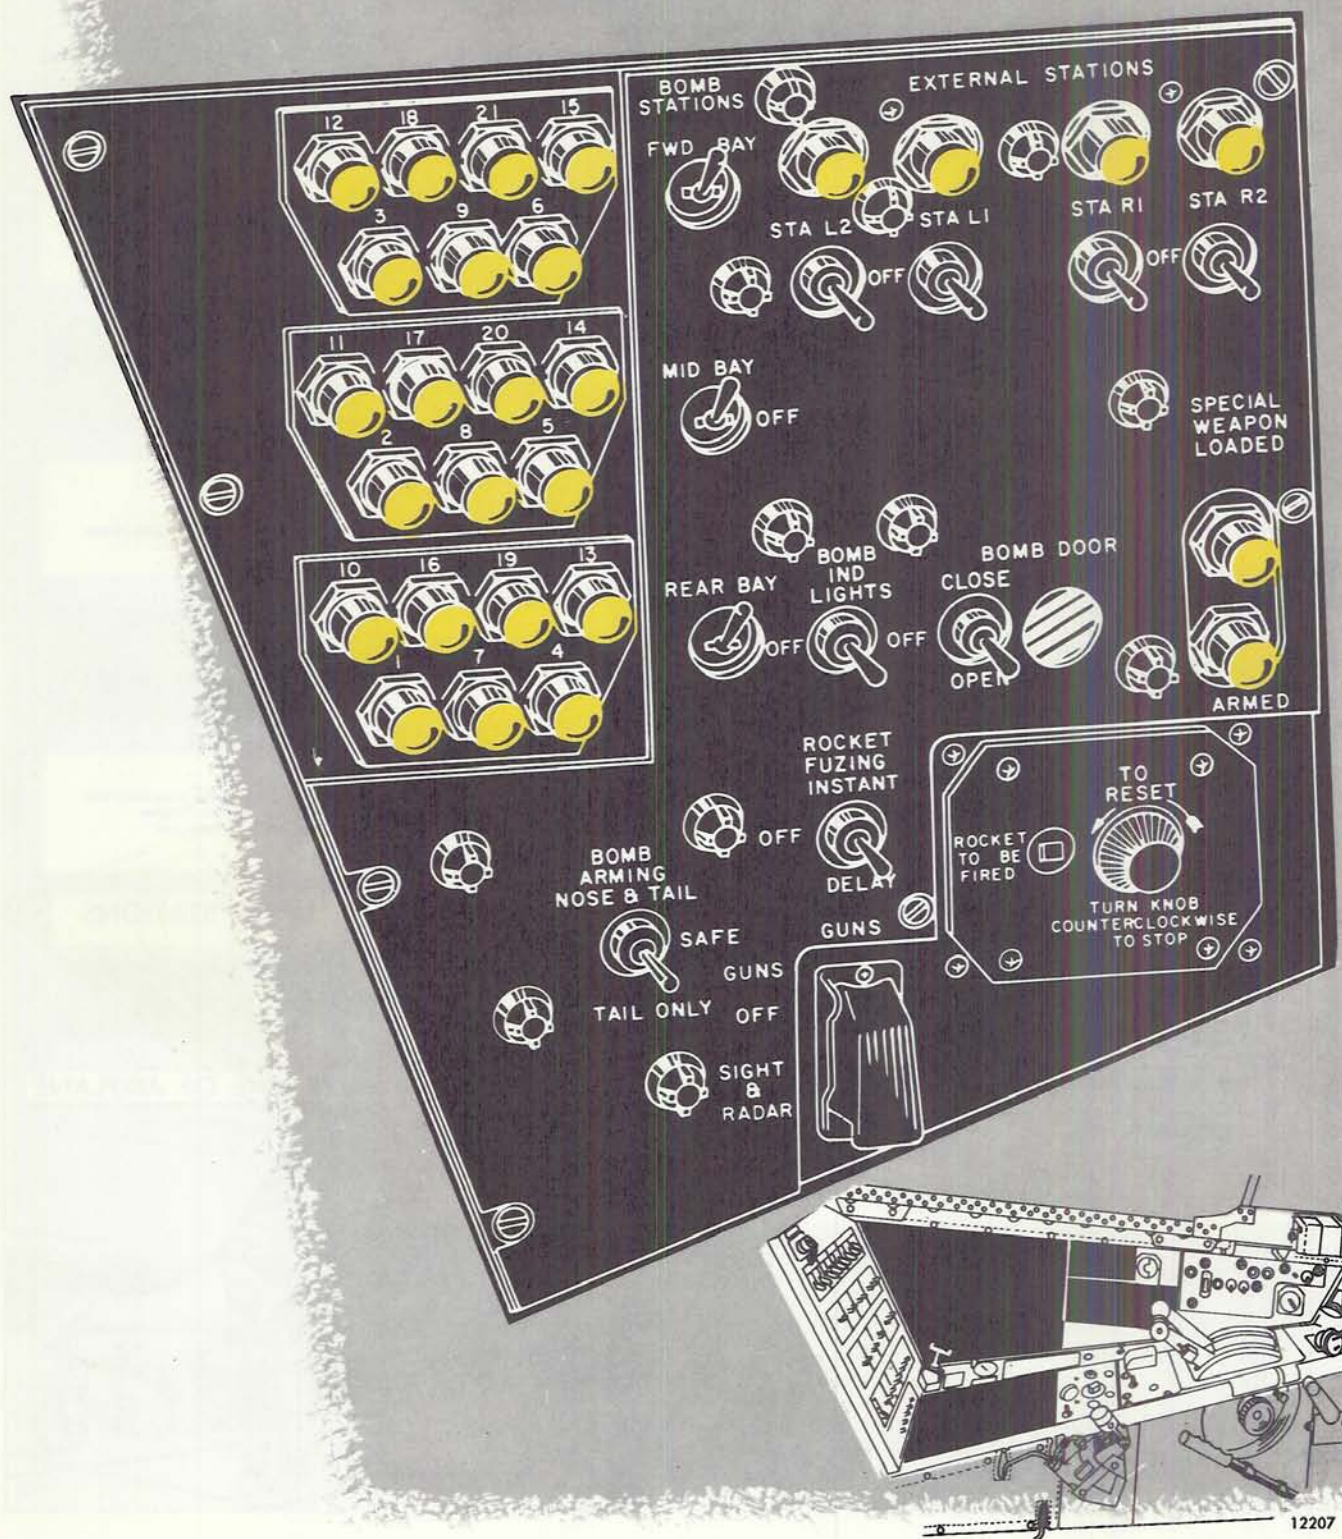 12 18 21 15
3 9 6
11 17 20 14
2 8 5
10 16 19 13
1 7 4
BOMB
STATIONS
FWD BAY
EXTERNAL STATIONS
STA L2
OFF
STA L1
STA R1
OFF
STA R2
MID BAY
OFF
SPECIAL
WEAPON
LOADED
REAR BAY
OFF
BOMB
IND
LIGHTS
OFF
BOMB DOOR
CLOSE
OPEN
ARMED
ROCKET
FUZING
INSTANT
OFF
DELAY
TO
RESET
ROCKET
TO BE
FIRED
TURN KNOB
COUNTERCLOCKWISE
TO STOP
BOMB
ARMING
NOSE & TAIL
SAFE
TAIL ONLY
GUNS
GUNS
OFF
SIGHT
&
RADAR
12207